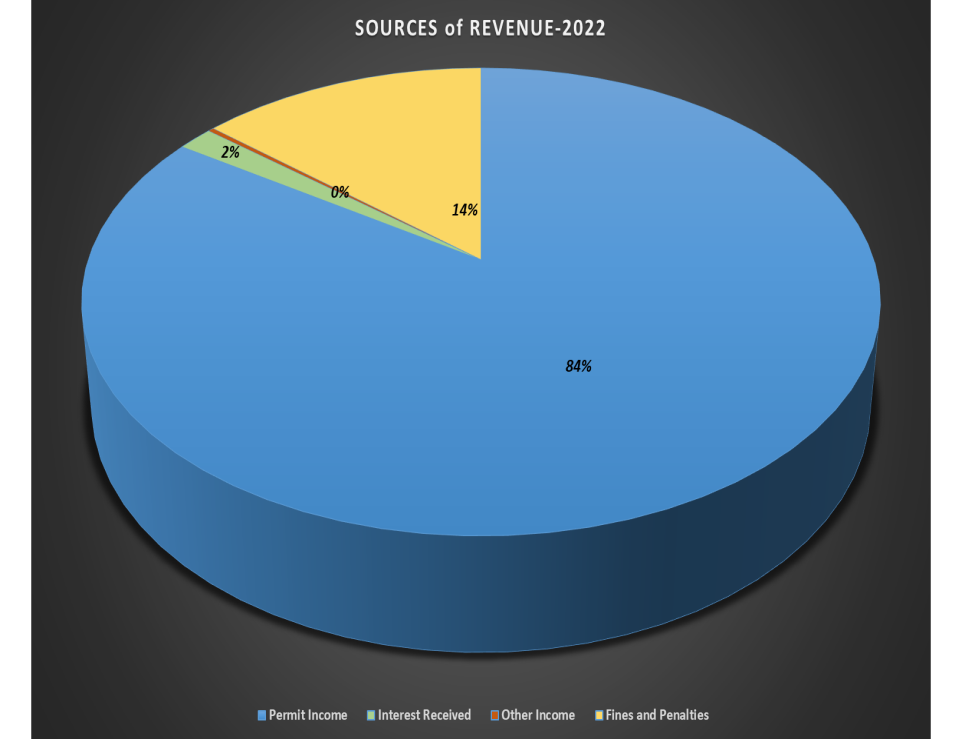 SOURCES of REVENUE-2022
2%
0%
14%
84%
Permit Income Interest Received Other Income Fines and Penalties